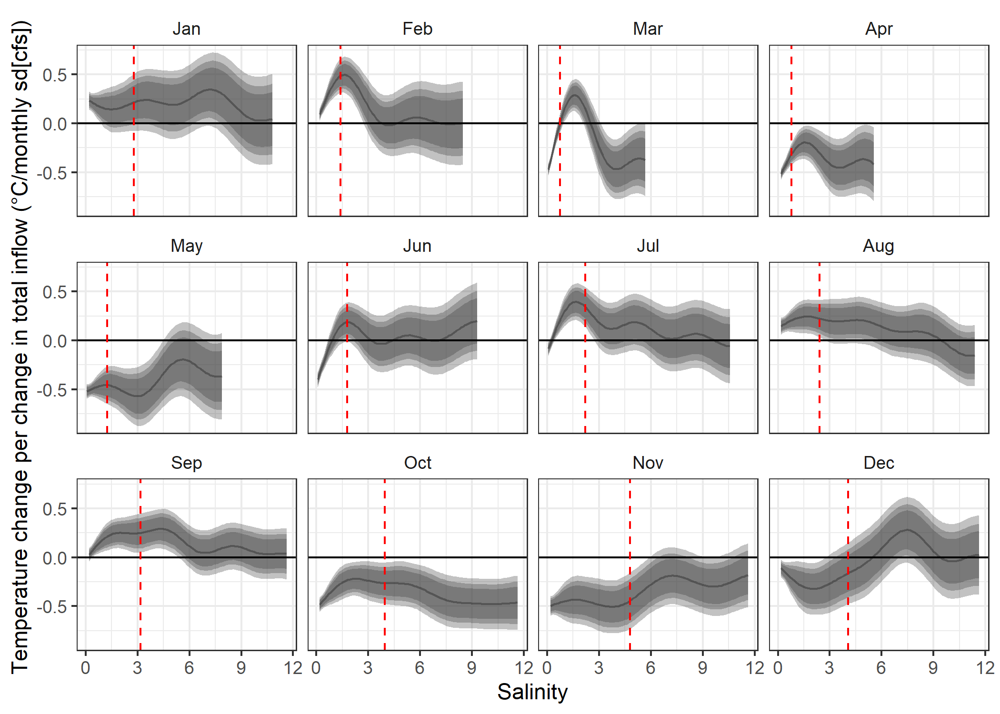 Temperature change per change in total inflow (°C/monthly sd[cfs])
Jan Feb Mar Apr
0.5
0.0
-0.5
May Jun Jul Aug
0.5
0.0
-0.5
Sep Oct Nov Dec
0.5
0.0
-0.5
0 3 6 9 12 0 3 6 9 12 0 3 6 9 12 0 3 6 9 12
Salinity